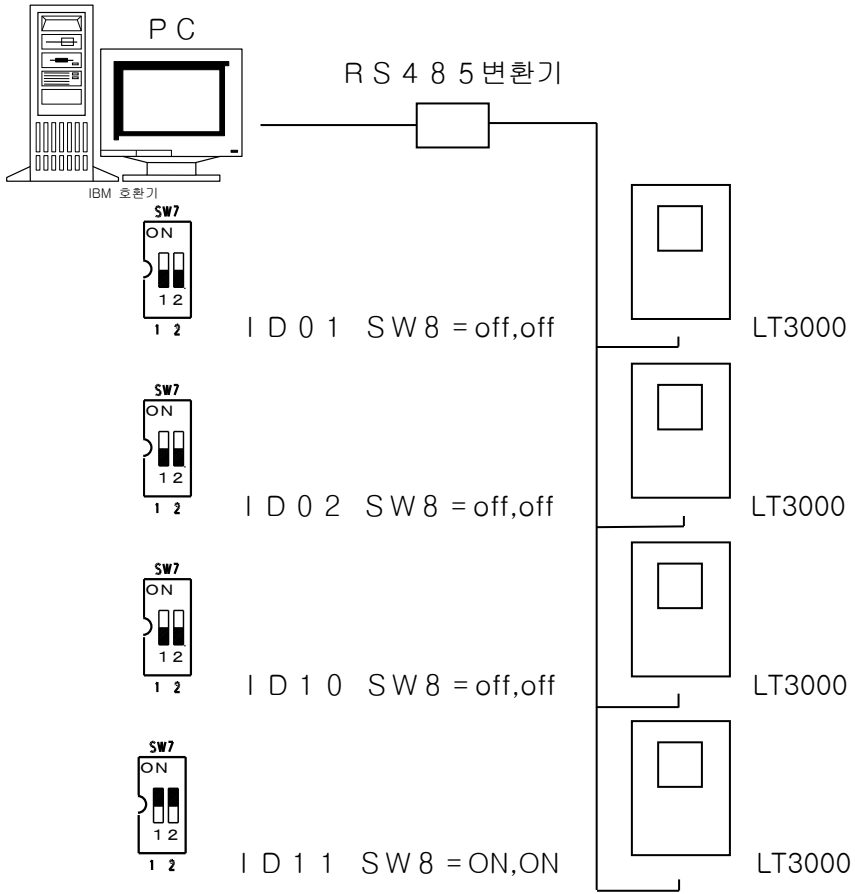 PC
RS485변환기
IBM 호환기
SW7
ON
1 2
1 2
ID01 SW8=off,off
LT3000
SW7
ON
1 2
1 2
ID02 SW8=off,off
LT3000
SW7
ON
1 2
1 2
ID10 SW8=off,off
LT3000
SW7
ON
1 2
1 2
ID11 SW8=ON,ON
LT3000